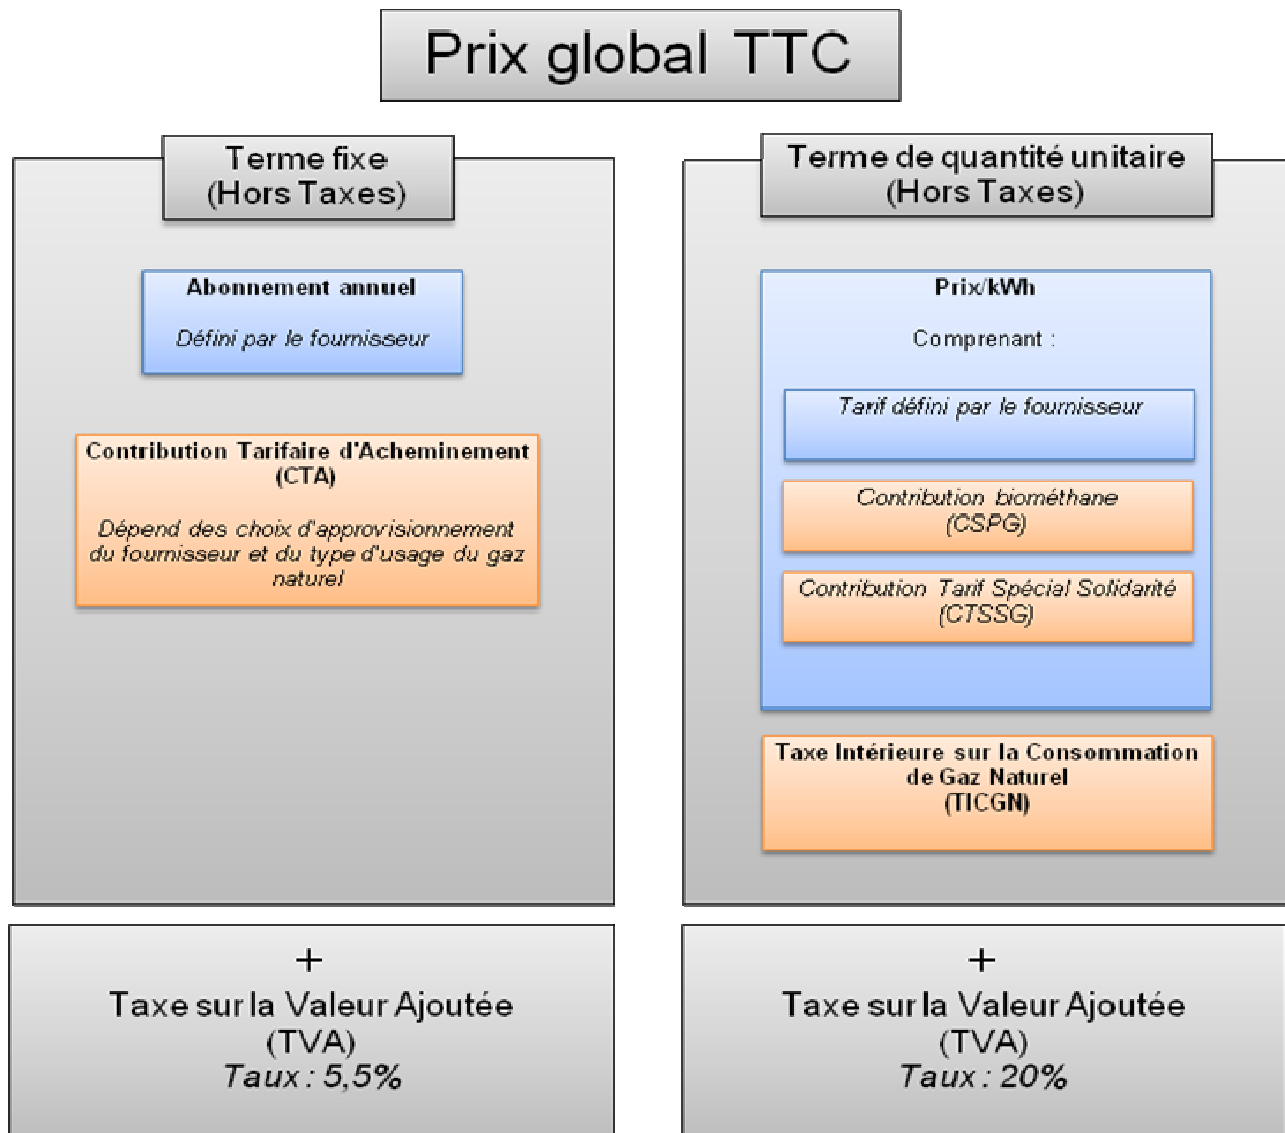 Prix global TTC
Terme fixe
(Hors Taxes)
Abonnement annuel
Défini par le fournisseur
Contribution Tarifaire d'Acheminement
(CTA)
Dépend des choix d'approvisionnement
du fournisseur et du type d'usage du gaz
naturel
+
Taxe sur la Valeur Ajoutée
(TVA)
Taux : 5,5%
Terme de quantité unitaire
(Hors Taxes)
Prix/kWh
Comprenant :
Tarif défini par le fournisseur
Contribution biométhane
(CSPG)
Contribution Tarif Spécial Solidarité
(CTSSG)
Taxe Intérieure sur la Consommation
de Gaz Naturel
(TICGN)
+
Taxe sur la Valeur Ajoutée
(TVA)
Taux : 20%